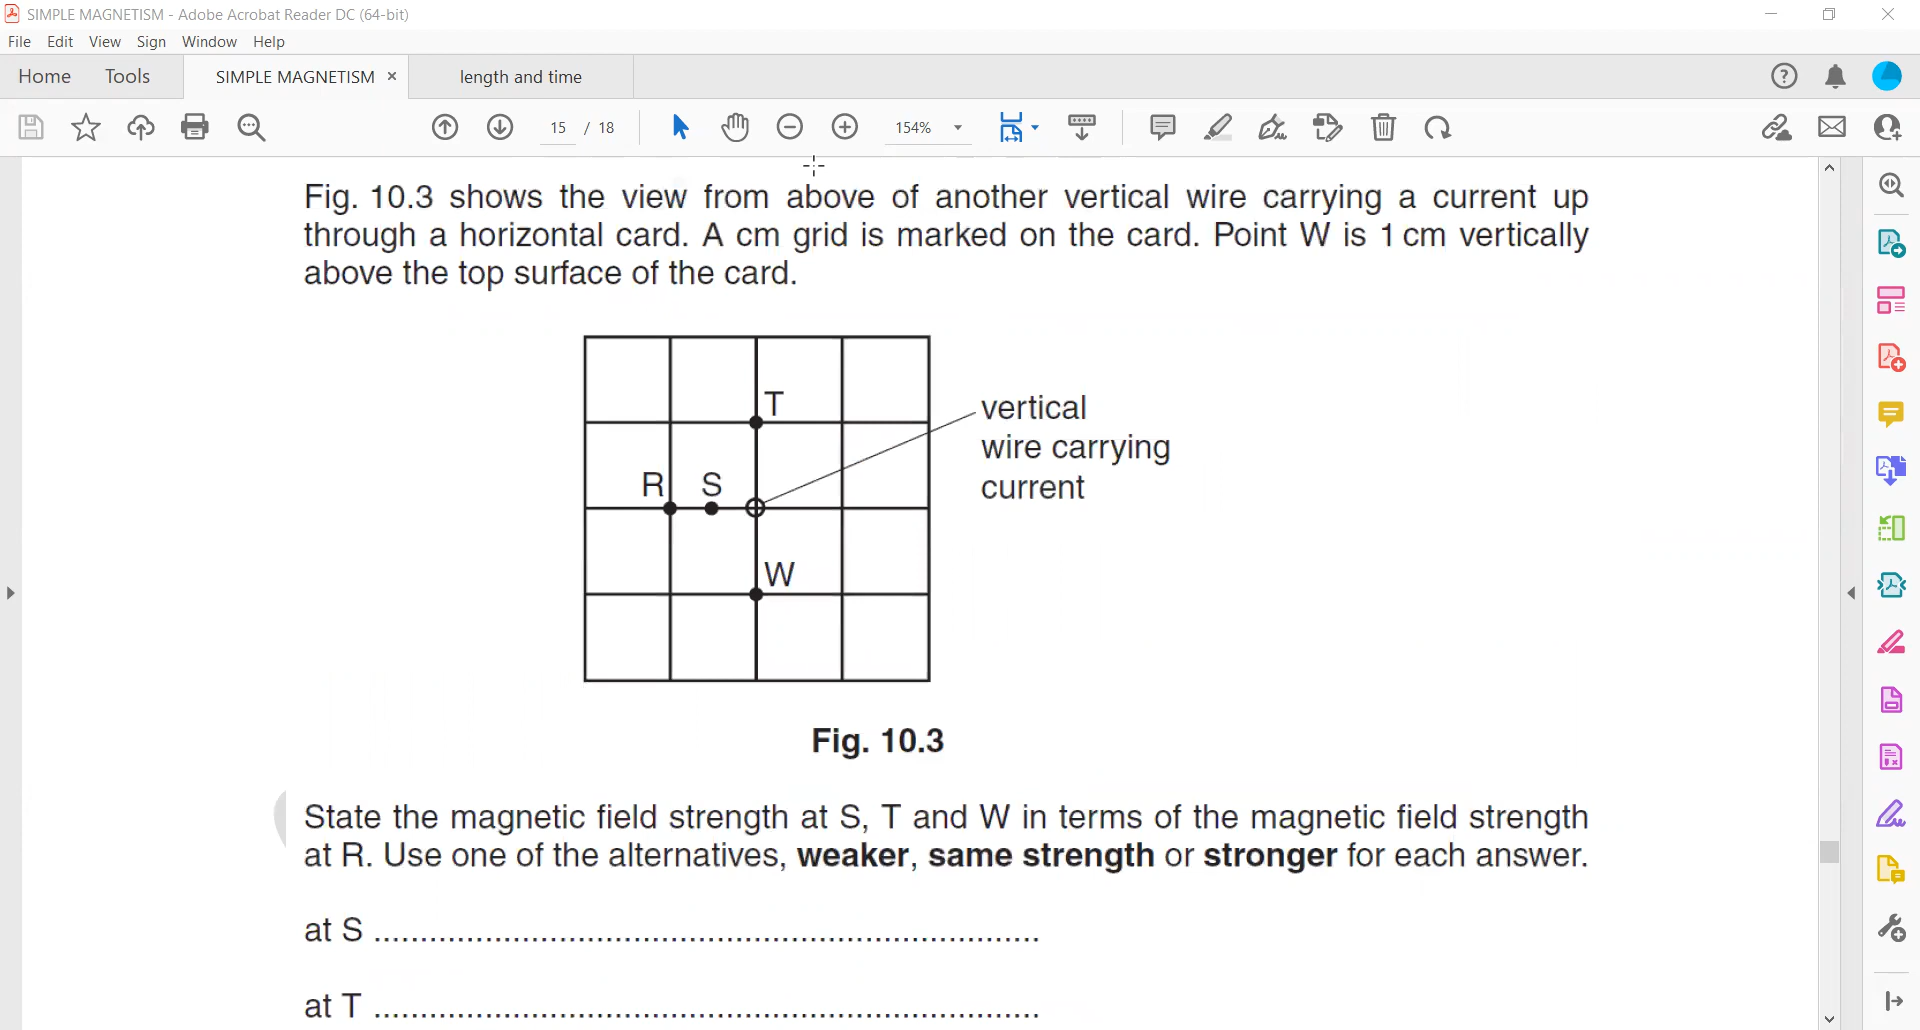 SIMPLE MAGNETISM - Adobe Acrobat Reader DC (64-bit)
File Edit View Sign Window Help
Home Tools SIMPLE MAGNETISM × length and time
15 / 18 154%
Fig. 10.3 shows the view from above of another vertical wire carrying a current up
through a horizontal card. A cm grid is marked on the card. Point W is 1 cm vertically
above the top surface of the card.
T
R S
W
vertical
wire carrying
current
Fig. 10.3
State the magnetic field strength at S, T and W in terms of the magnetic field strength
at R. Use one of the alternatives, weaker, same strength or stronger for each answer.
at S ........................................................................
at T ........................................................................